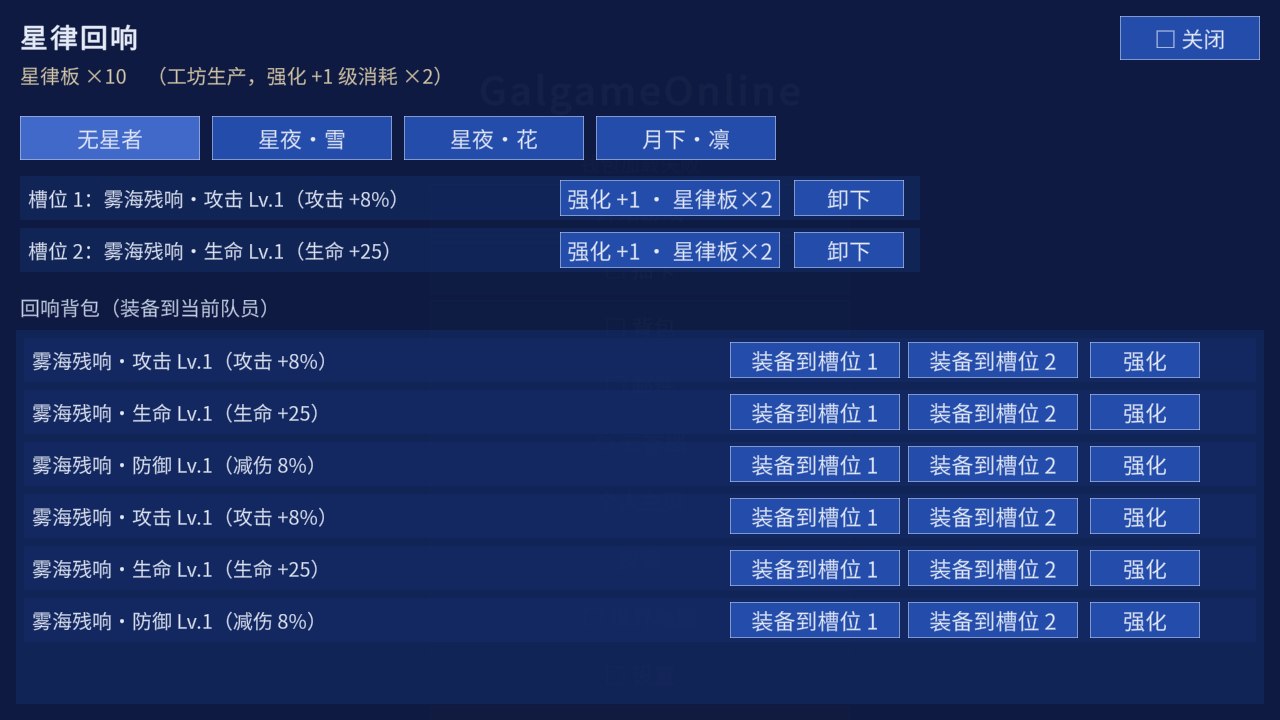 星律回响
□ 关闭
星律板 ×10 （工坊生产，强化 +1 级消耗 ×2）
GalgameOnline
无星者 星夜・雪 星夜・花 月下・凛
槽位 1：雾海残响・攻击 Lv.1（攻击 +8%） 强化 +1 · 星律板×2 卸下
槽位 2：雾海残响・生命 Lv.1（生命 +25） 强化 +1 · 星律板×2 卸下
回响背包（装备到当前队员）
雾海残响・攻击 Lv.1（攻击 +8%） 装备到槽位 1 装备到槽位 2 强化
雾海残响・生命 Lv.1（生命 +25） 装备到槽位 1 装备到槽位 2 强化
雾海残响・防御 Lv.1（减伤 8%） 装备到槽位 1 装备到槽位 2 强化
雾海残响・攻击 Lv.1（攻击 +8%） 装备到槽位 1 装备到槽位 2 强化
雾海残响・生命 Lv.1（生命 +25） 装备到槽位 1 装备到槽位 2 强化
雾海残响・防御 Lv.1（减伤 8%） 装备到槽位 1 装备到槽位 2 强化